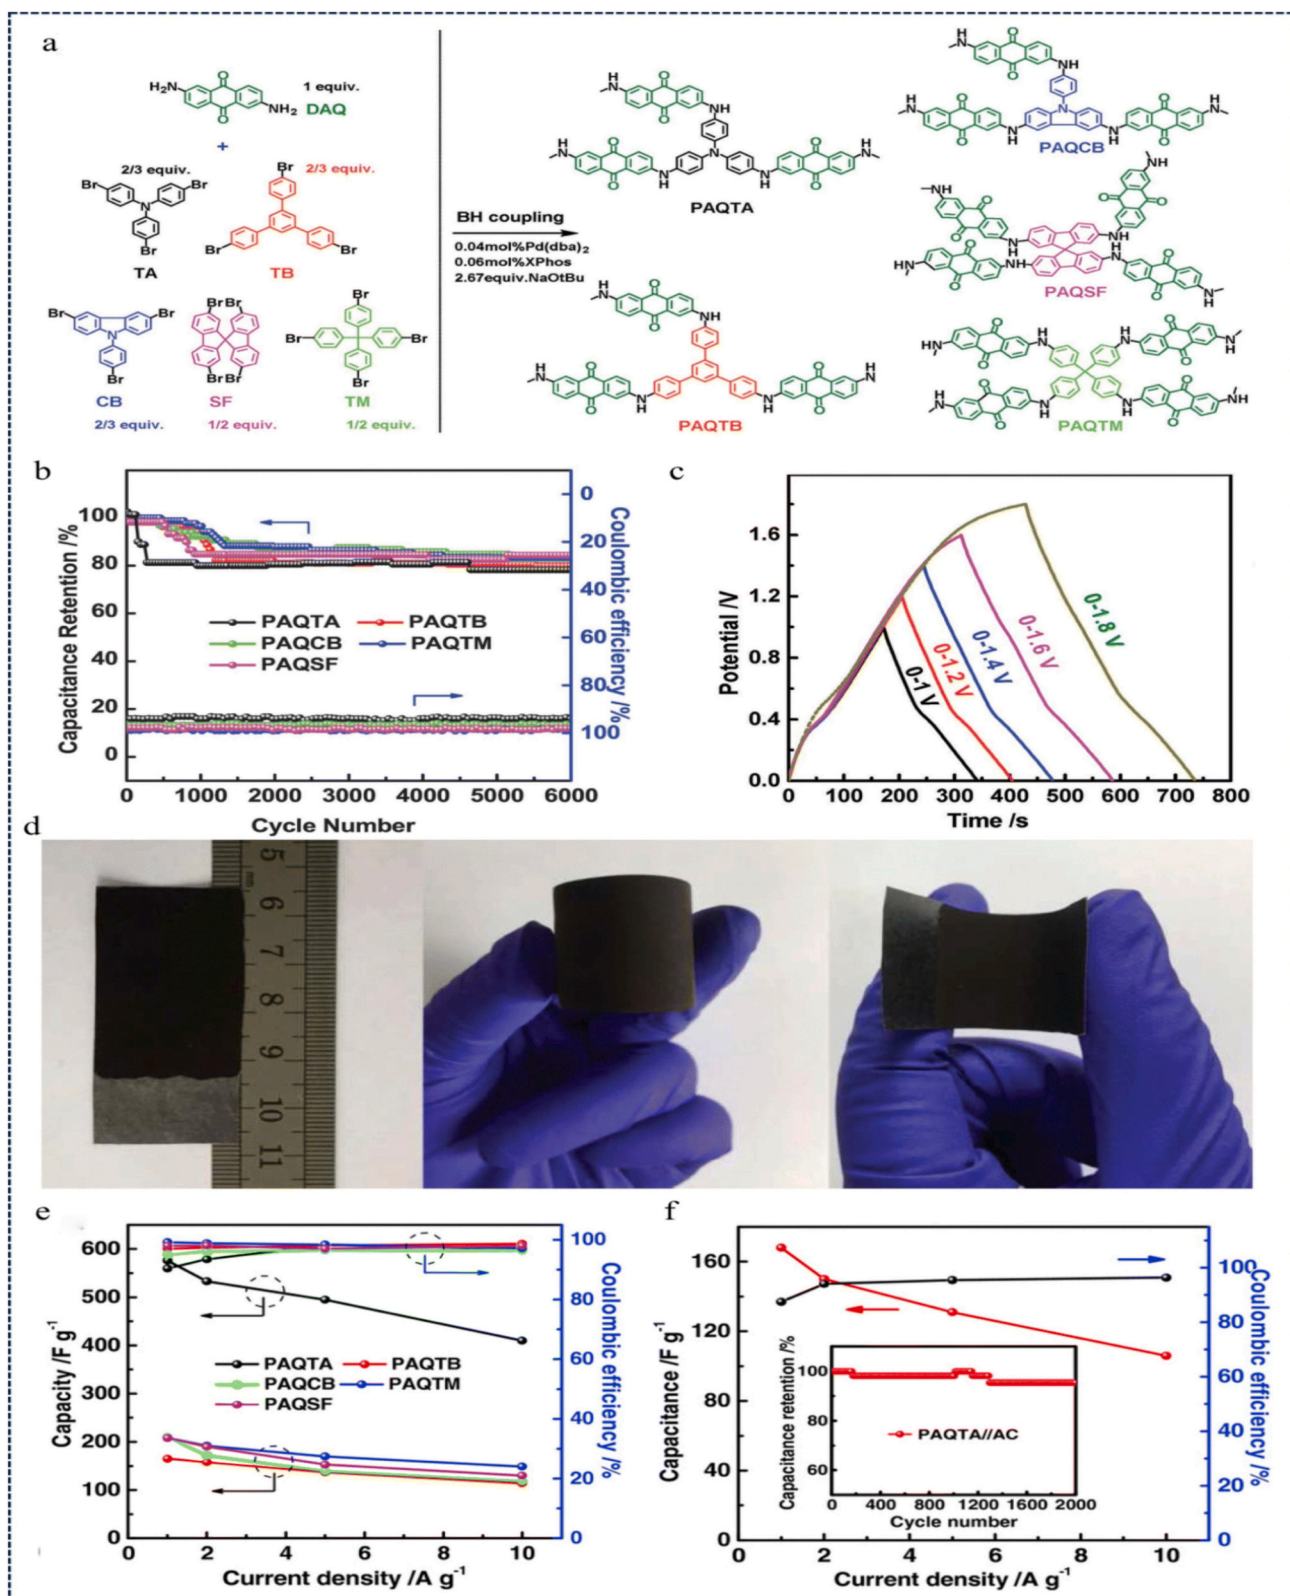 a
H₂N
O
O
NH₂
1 equiv.
DAQ
+
2/3 equiv.
Br
Br
N
Br
TA
Br
2/3 equiv.
Br
Br
TB
Br
Br
N
Br
CB
2/3 equiv.
Br
Br
Br
Br
SF
1/2 equiv.
Br
Br
Br
Br
TM
1/2 equiv.
BH coupling
0.04mol%Pd(dba)₂
0.06mol%XPhos
2.67equiv.NaOtBu
PAQTA
PAQTB
PAQCB
PAQSF
PAQTM
b
Capacitance Retention /%
100
80
60
40
20
0
0
20
40
60
80
100
Coulombic efficiency /%
PAQTA
PAQTB
PAQCB
PAQTM
PAQSF
0
1000
2000
3000
4000
5000
6000
Cycle Number
c
Potential /V
1.6
1.2
0.8
0.4
0.0
0-1 V
0-1.2 V
0-1.4 V
0-1.6 V
0-1.8 V
0
100
200
300
400
500
600
700
800
Time /s
d
5
mm
6
7
8
9
10
11
e
Capacity /F g⁻¹
600
500
400
300
200
100
0
100
80
60
40
20
0
Coulombic efficiency /%
PAQTA
PAQTB
PAQCB
PAQTM
PAQSF
0
2
4
6
8
10
Current density /A g⁻¹
f
Capacitance /F g⁻¹
160
120
80
40
0
100
80
60
40
20
0
Coulombic efficiency /%
Capacitance retention /%
100
80
60
PAQTA//AC
0
400
800
1200
1600
2000
Cycle number
0
2
4
6
8
10
Current density /A g⁻¹